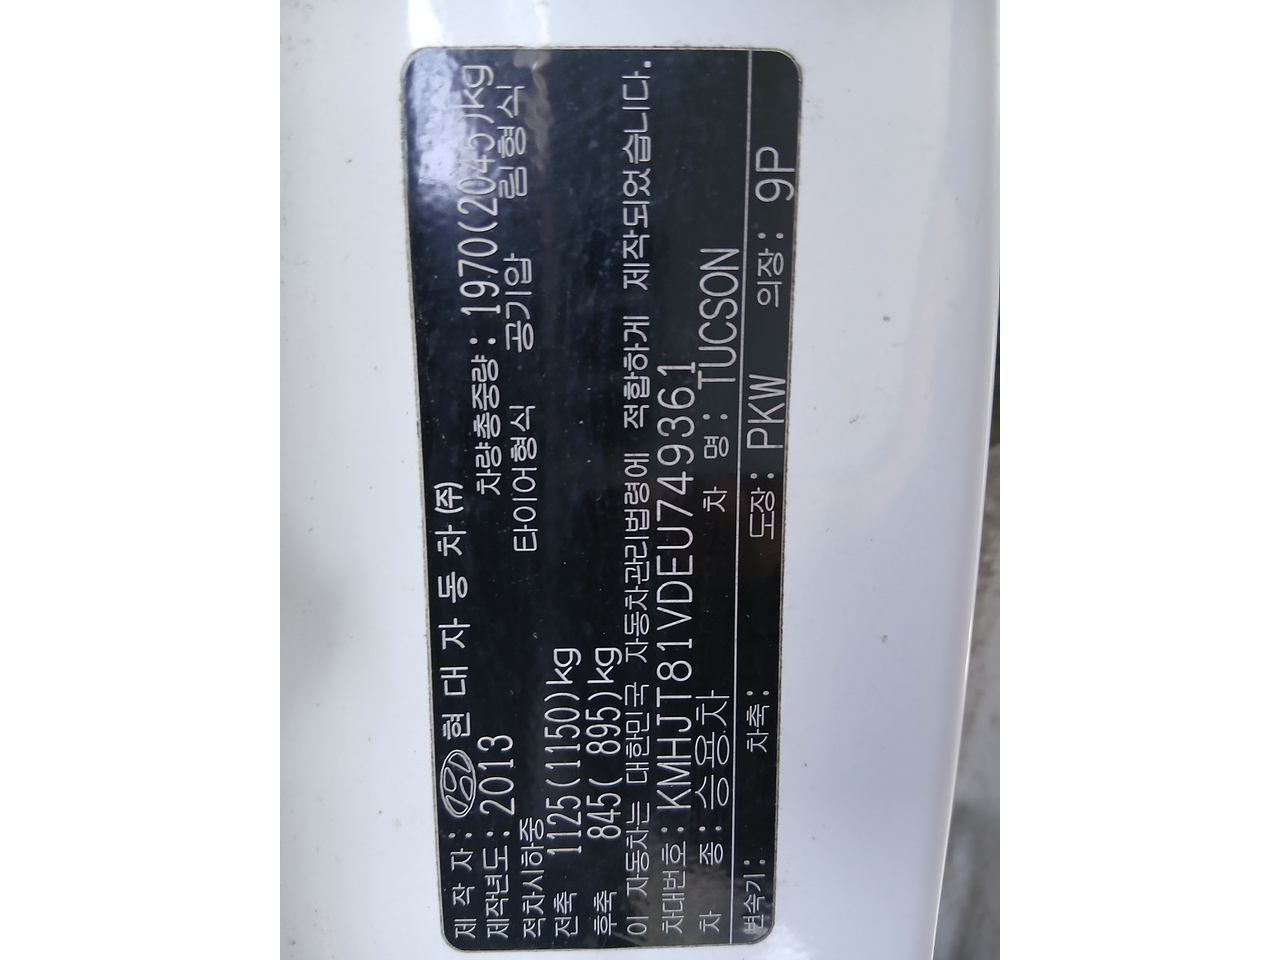 제 작 자: 현 대 자 동 차 (주)
제작년도: 2013 차량총중량: 1970(2045)kg
적차시하중 타이어형식 공기압 림형식
전축 1125(1150)kg
후축 845( 895)kg
이 자동차는 대한민국 자동차관리법령에 적합하게 제작되었습니다.
차대번호: KMHJT81VDEU749361
차 종: 승용차 차 명: TUCSON
변속기: 차축: 도장: PKW 의장: 9P